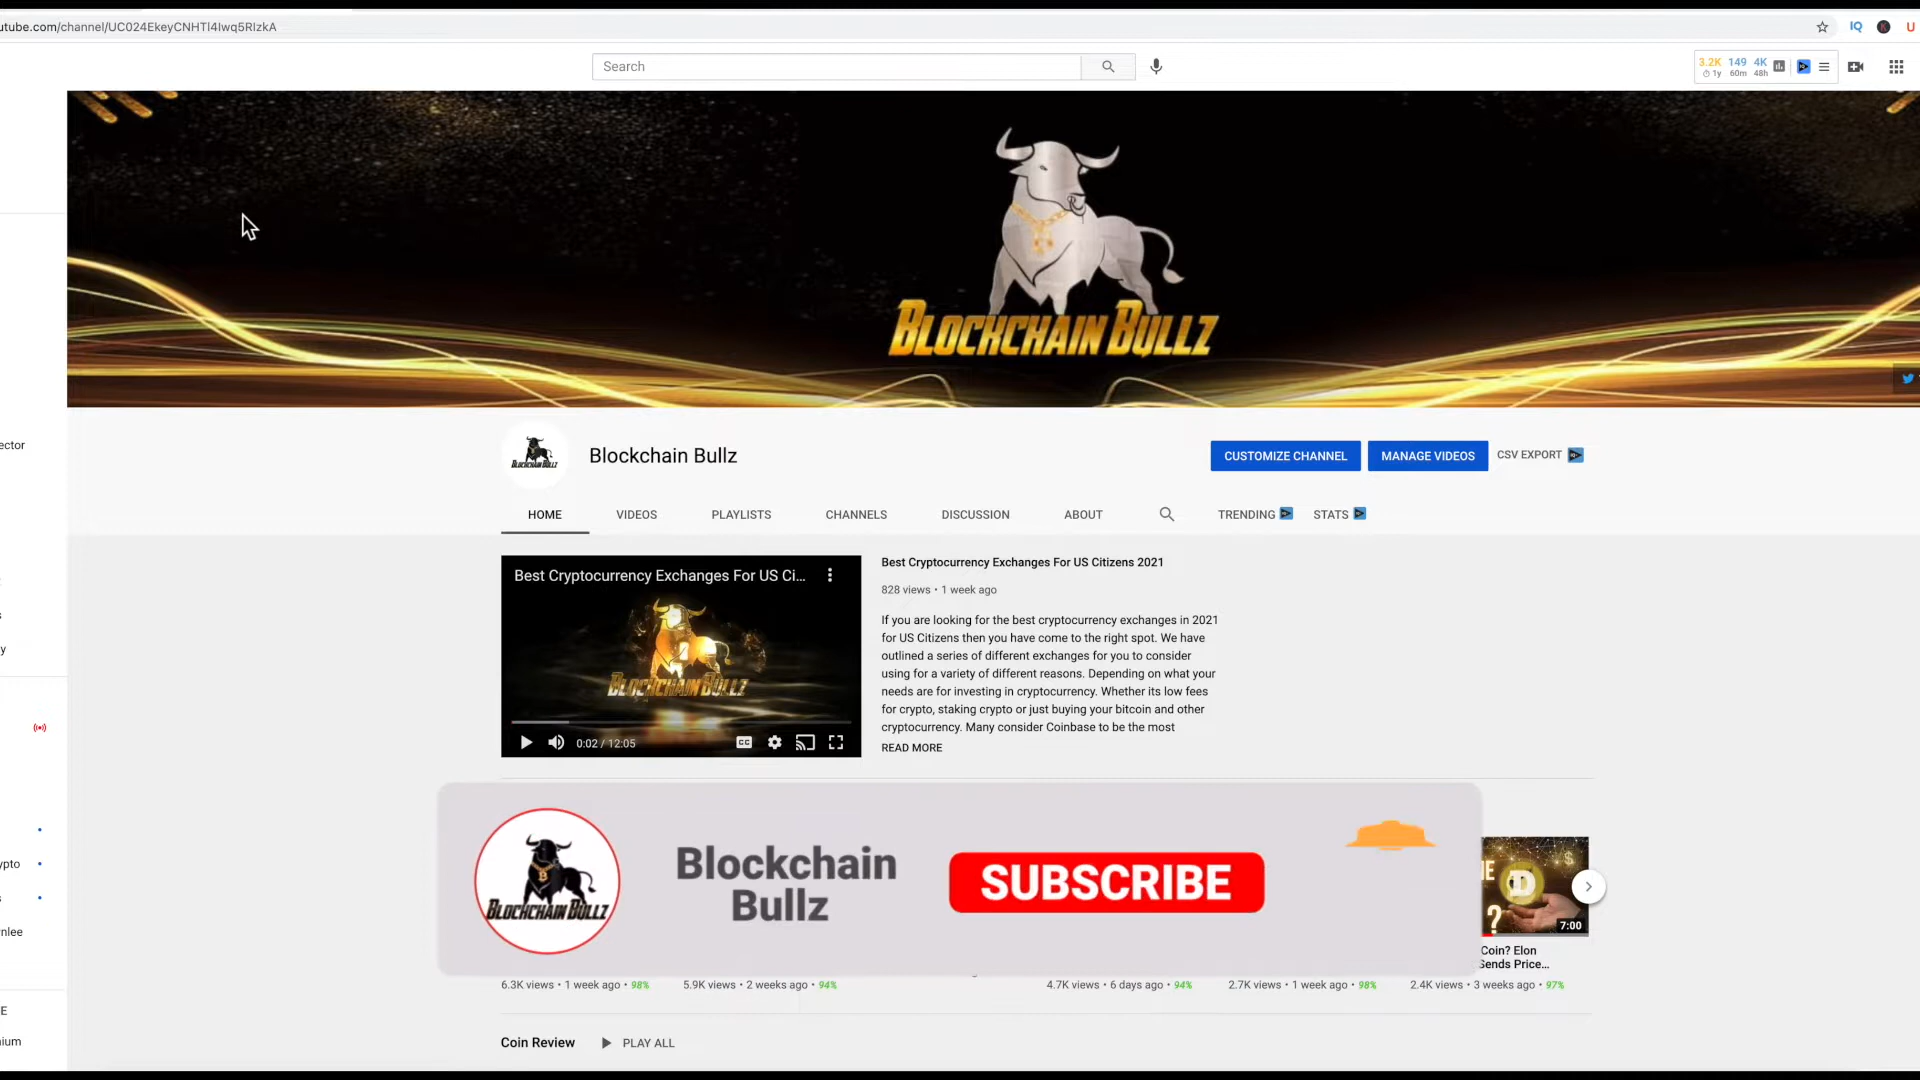 utube.com/channel/UC024EkeyCNHTI4Iwq5RIzkA
IQ
U
Search
3.2K 149 4K
1y 60m 48h
BLOCKCHAIN BULLZ
ector
y
ypto
s
nlee
E
ium
BLOCKCHAIN BULLZ
Blockchain Bullz
CUSTOMIZE CHANNEL
MANAGE VIDEOS
CSV EXPORT
HOME
VIDEOS
PLAYLISTS
CHANNELS
DISCUSSION
ABOUT
TRENDING
STATS
Best Cryptocurrency Exchanges For US Ci...
BLOCKCHAIN BULLZ
0:02 / 12:05
CC
Best Cryptocurrency Exchanges For US Citizens 2021
828 views • 1 week ago
If you are looking for the best cryptocurrency exchanges in 2021
for US Citizens then you have come to the right spot. We have
outlined a series of different exchanges for you to consider
using for a variety of different reasons. Depending on what your
needs are for investing in cryptocurrency. Whether its low fees
for crypto, staking crypto or just buying your bitcoin and other
cryptocurrency. Many consider Coinbase to be the most
READ MORE
BLOCKCHAIN BULLZ
Blockchain
Bullz
SUBSCRIBE
?
7:00
Coin? Elon
Sends Price...
6.3K views • 1 week ago • 98%
5.9K views • 2 weeks ago • 94%
4.7K views • 6 days ago • 94%
2.7K views • 1 week ago • 98%
2.4K views • 3 weeks ago • 97%
Coin Review
PLAY ALL